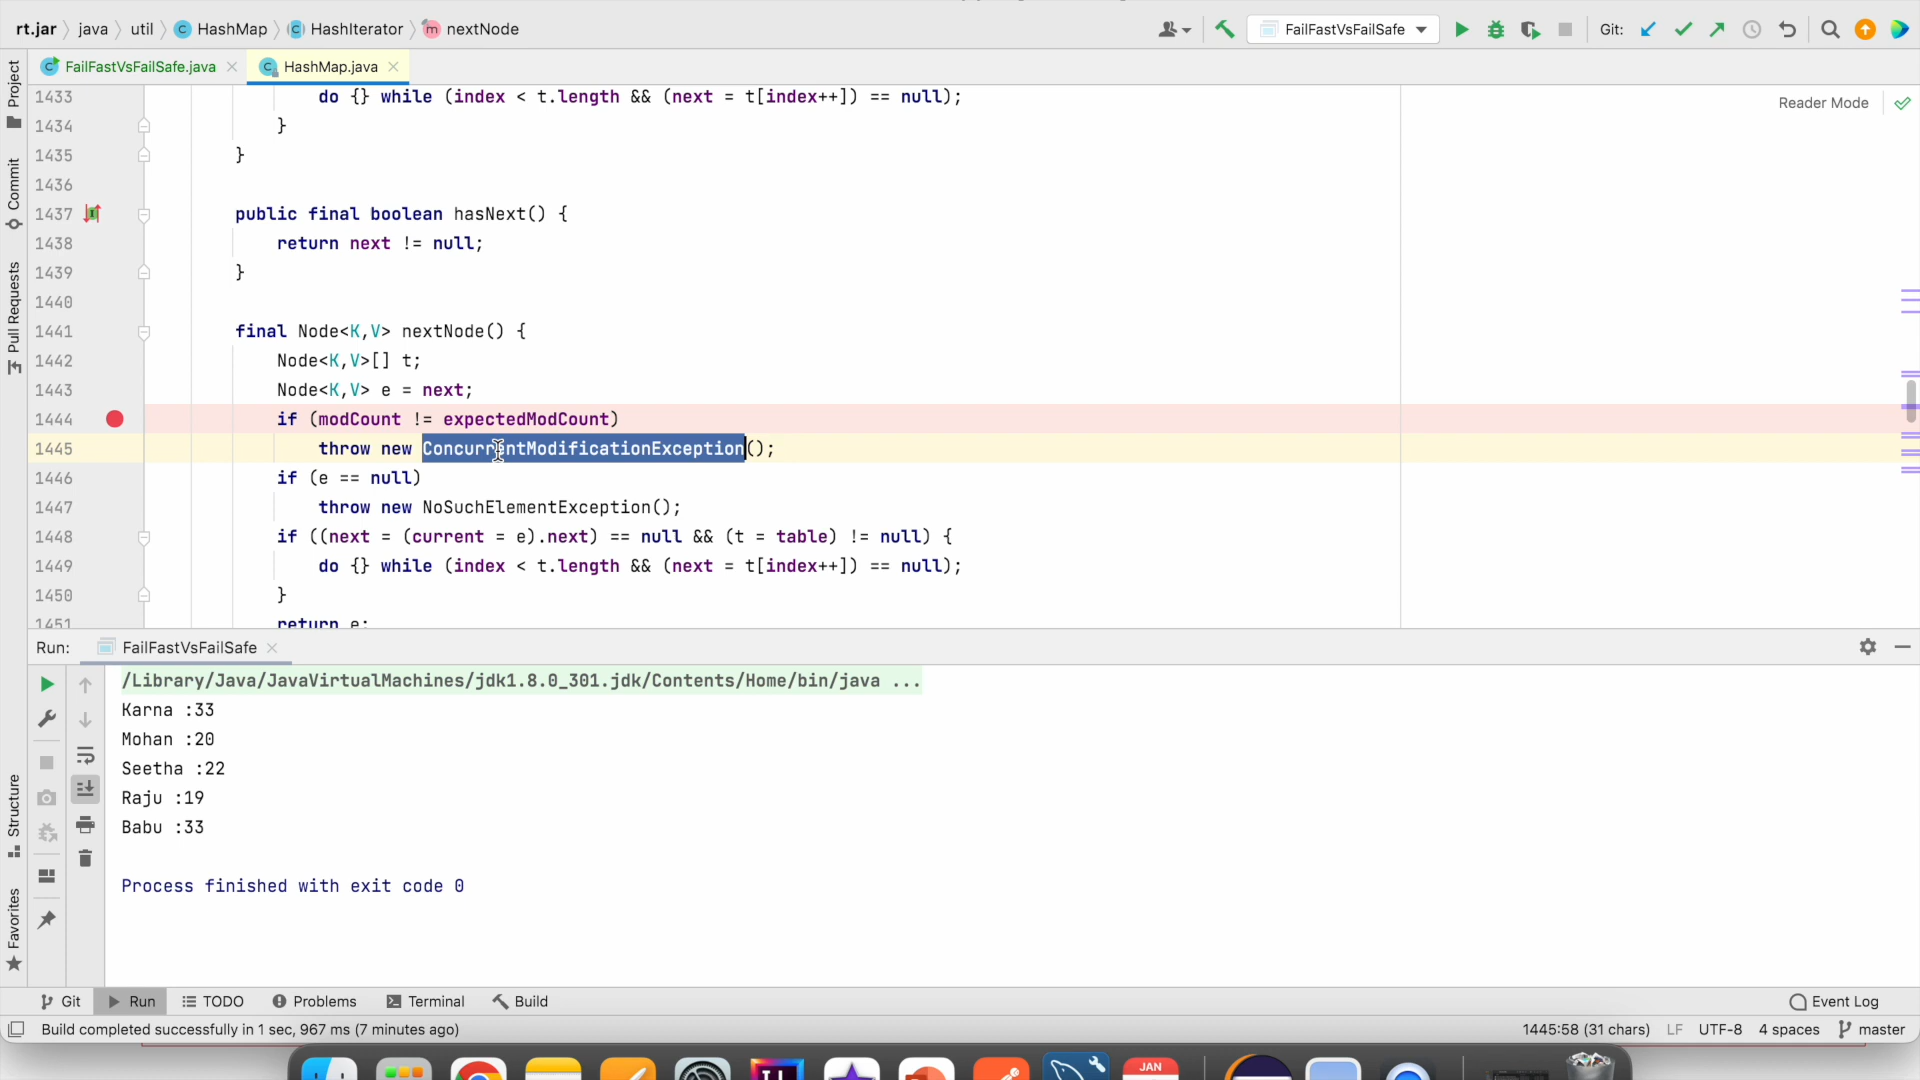 rt.jar java util HashMap HashIterator nextNode FailFastVsFailSafe Git:
FailFastVsFailSafe.java HashMap.java
Project
Commit
Pull Requests
Structure
Favorites
Reader Mode
1433 do {} while (index < t.length && (next = t[index++]) == null);
1434 }
1435 }
1436
1437 public final boolean hasNext() {
1438 return next != null;
1439 }
1440
1441 final Node<K,V> nextNode() {
1442 Node<K,V>[] t;
1443 Node<K,V> e = next;
1444 if (modCount != expectedModCount)
1445 throw new ConcurrentModificationException();
1446 if (e == null)
1447 throw new NoSuchElementException();
1448 if ((next = (current = e).next) == null && (t = table) != null) {
1449 do {} while (index < t.length && (next = t[index++]) == null);
1450 }
1451 return e;
Run: FailFastVsFailSafe
/Library/Java/JavaVirtualMachines/jdk1.8.0_301.jdk/Contents/Home/bin/java ...
Karna :33
Mohan :20
Seetha :22
Raju :19
Babu :33
Process finished with exit code 0
Git Run TODO Problems Terminal Build Event Log
Build completed successfully in 1 sec, 967 ms (7 minutes ago) 1445:58 (31 chars) LF UTF-8 4 spaces master
JAN